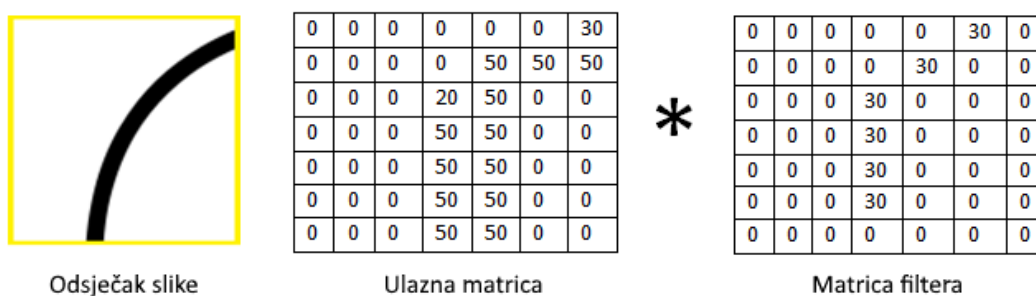 0 0 0 0 0 0 30
0 0 0 0 50 50 50
0 0 0 20 50 0 0
0 0 0 50 50 0 0
0 0 0 50 50 0 0
0 0 0 50 50 0 0
0 0 0 50 50 0 0
*
0 0 0 0 0 30 0
0 0 0 0 30 0 0
0 0 0 30 0 0 0
0 0 0 30 0 0 0
0 0 0 30 0 0 0
0 0 0 30 0 0 0
0 0 0 0 0 0 0
Odsječak slike
Ulazna matrica
Matrica filtera